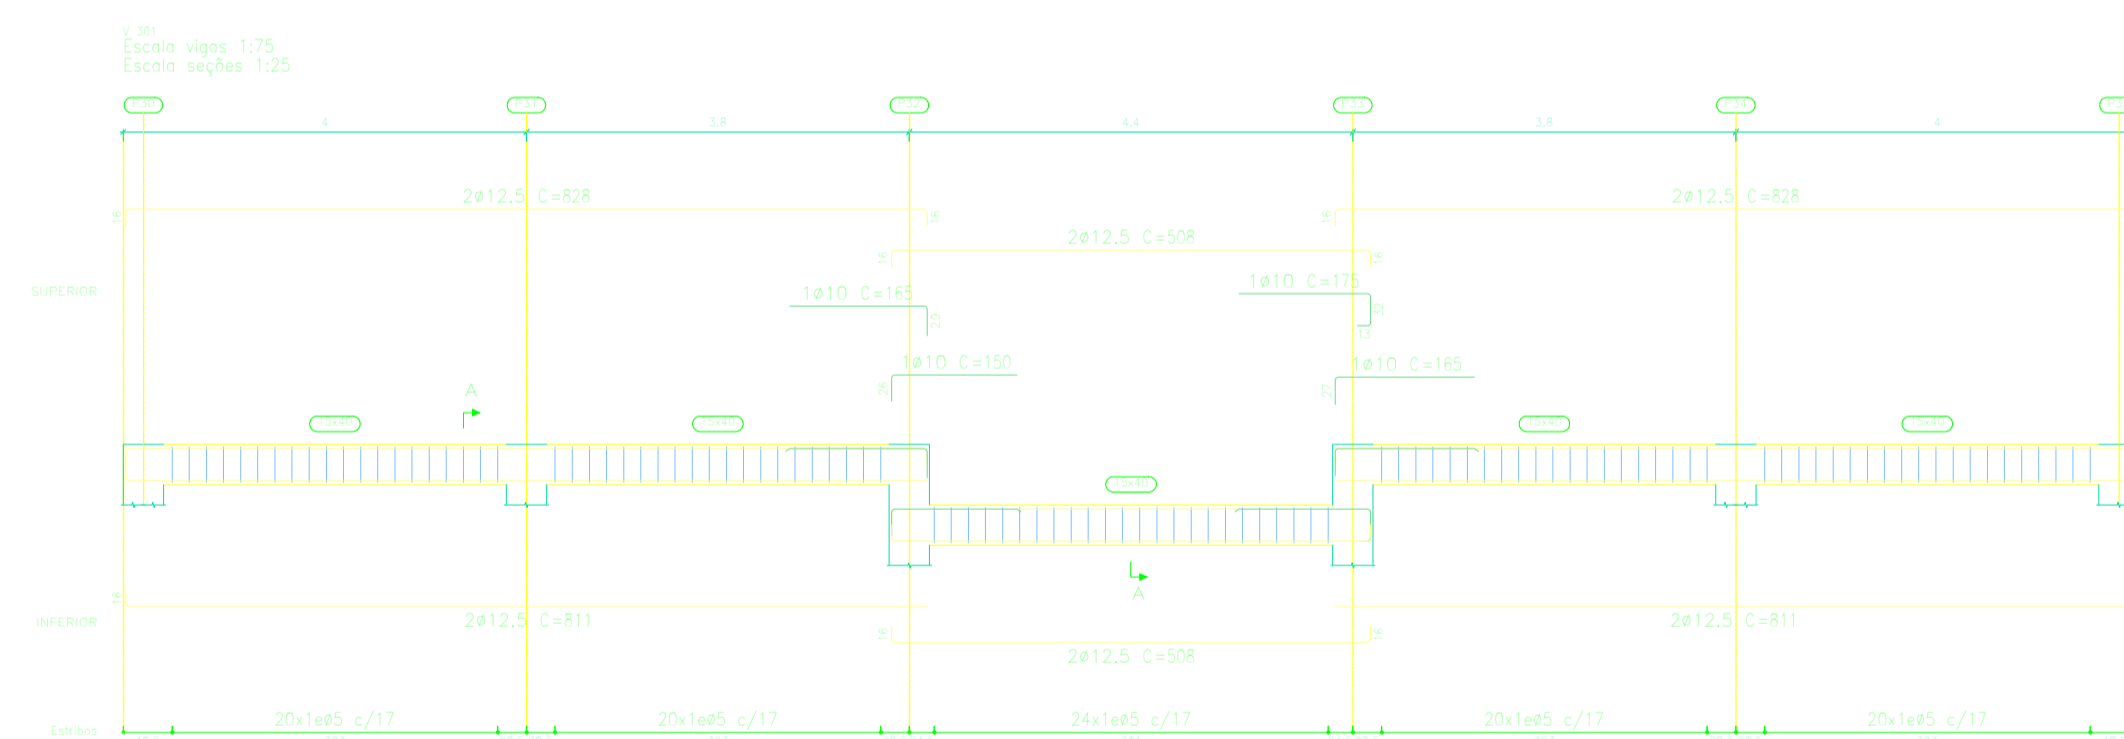 V 301
Escala vigas 1:75
Escala seções 1:25
P30 P31 P32 P33 P34
4 3.8 4.4 3.8 4
2ø12.5 C=828 2ø12.5 C=828
16 16 16
2ø12.5 C=508
16 16
1ø10 C=175
SUPERIOR
1ø10 C=165
32
29
13
1ø10 C=150 1ø10 C=165
26 27
A
15x40 15x40 15x40 15x40
15x40
A
16
2ø12.5 C=811 2ø12.5 C=811
INFERIOR
16 16
2ø12.5 C=508
20x1eø5 c/17 20x1eø5 c/17 24x1eø5 c/17 20x1eø5 c/17 20x1eø5 c/17
Estribos